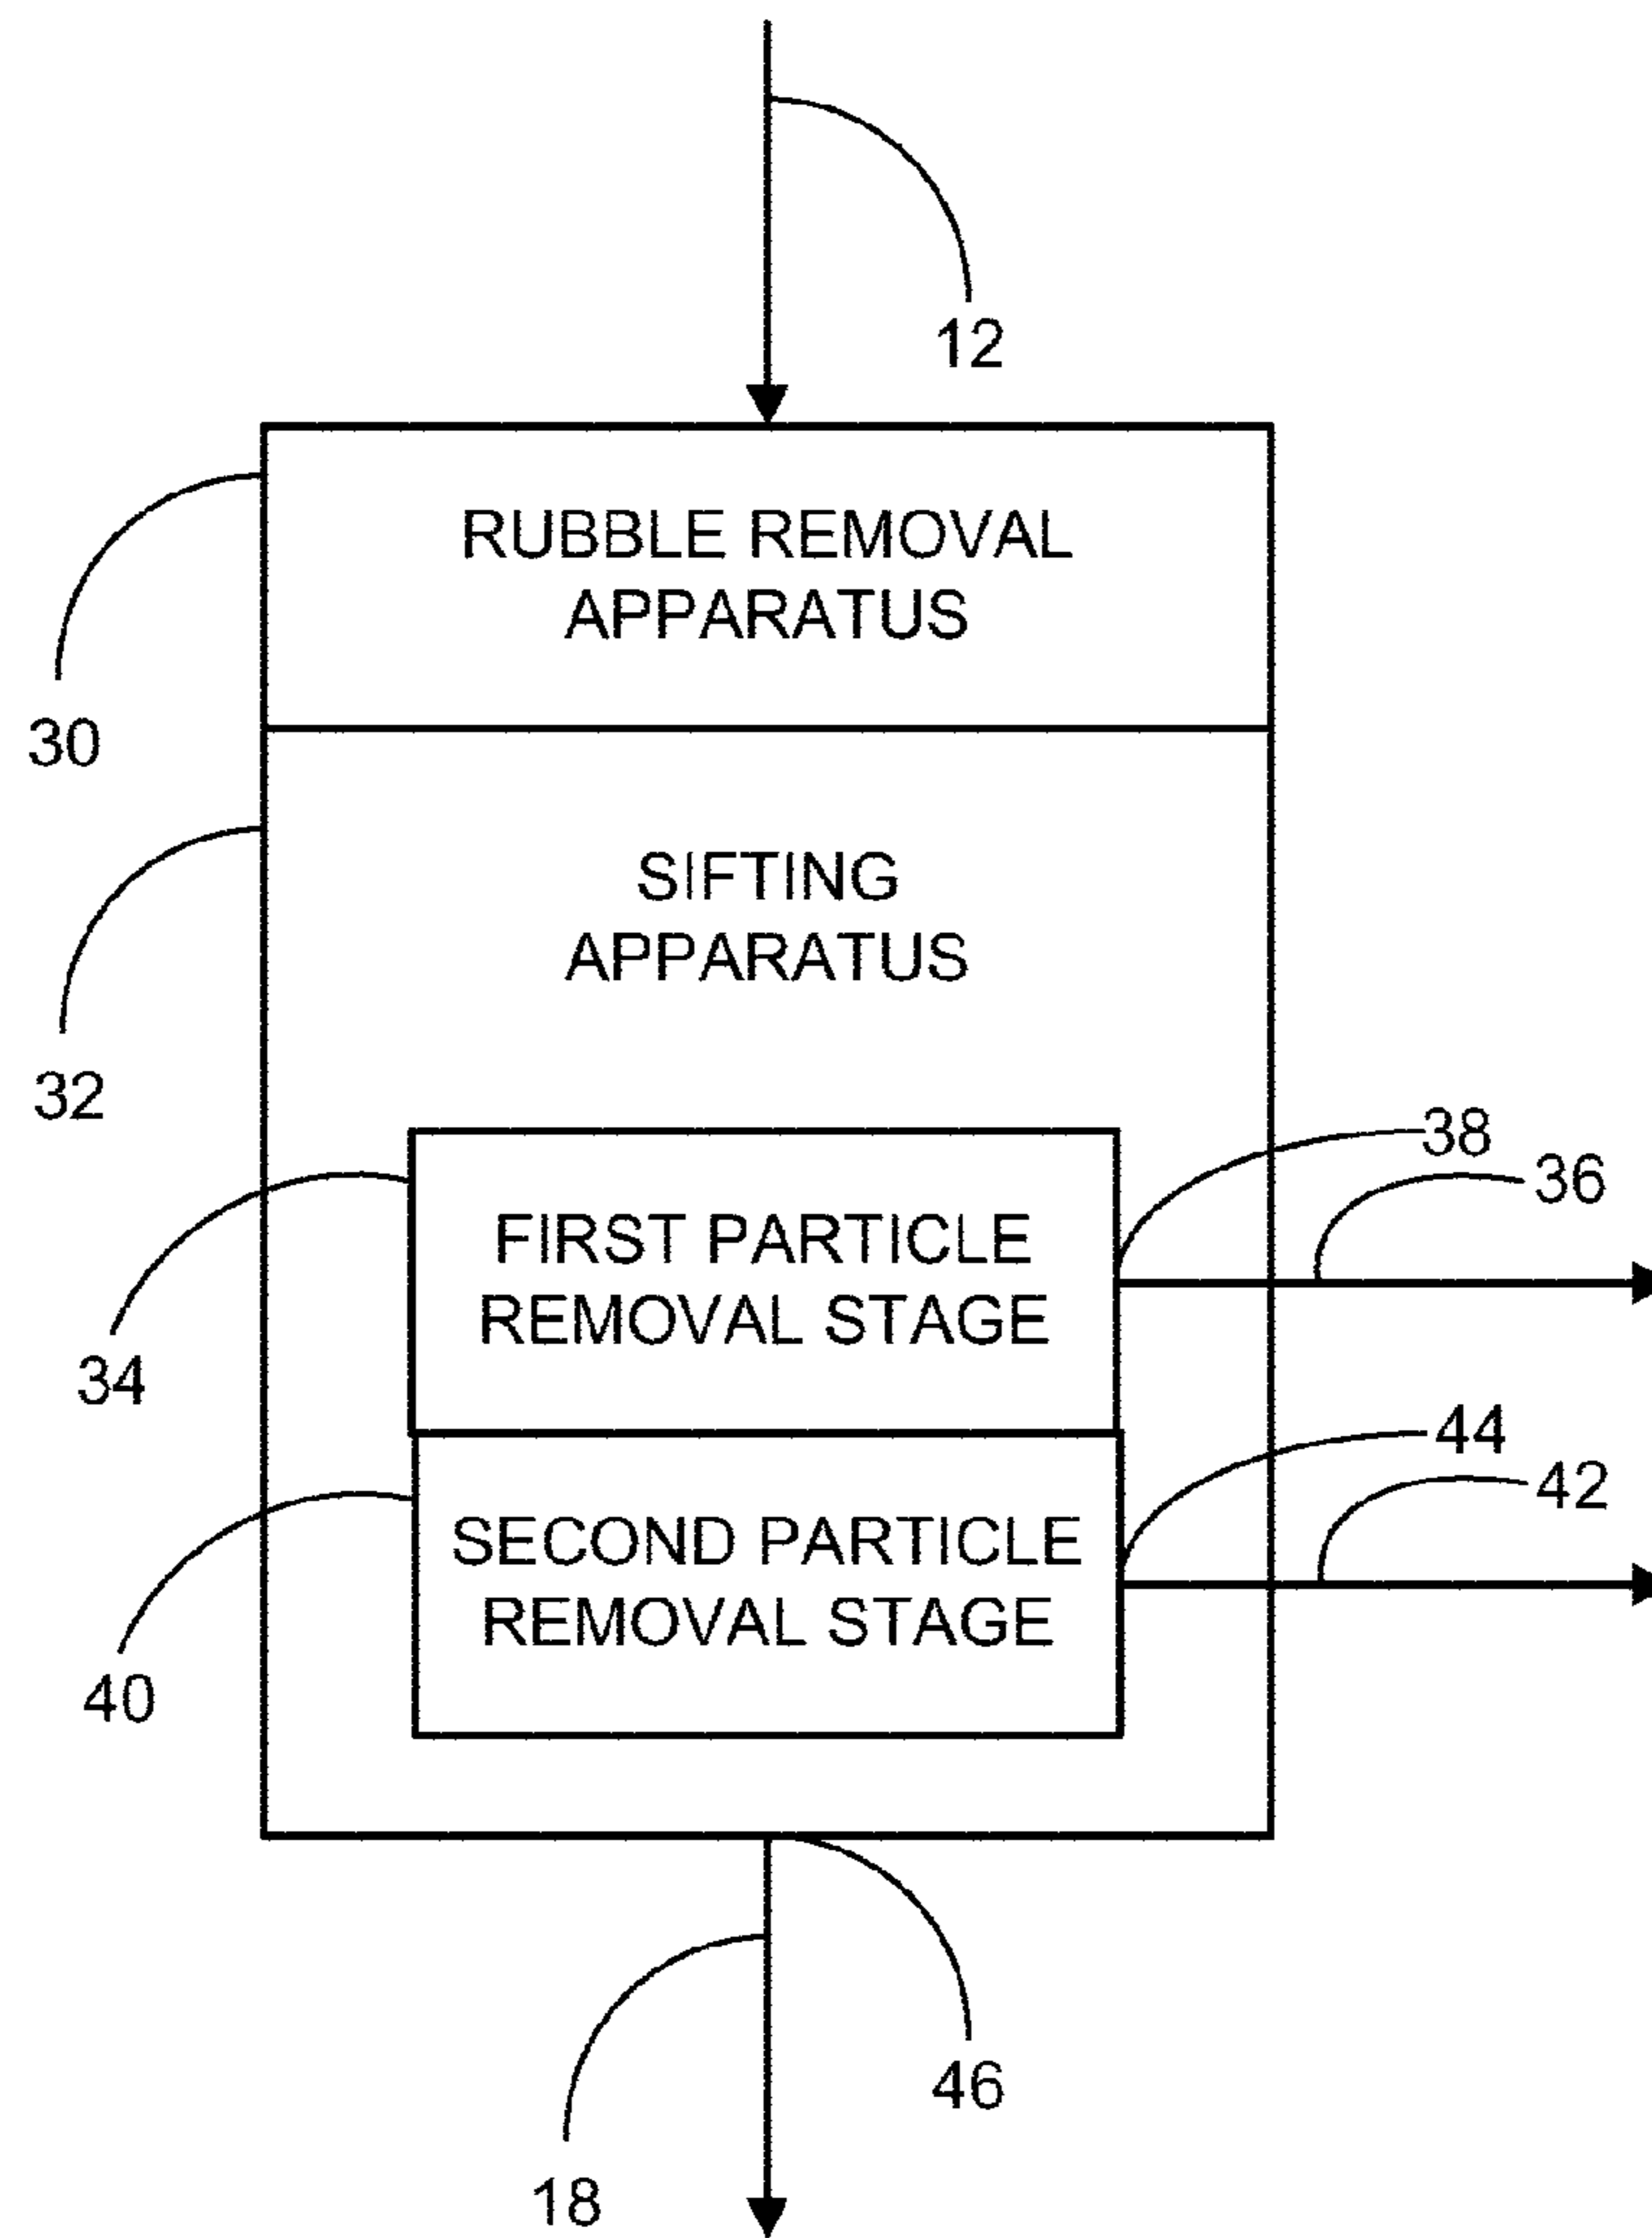 12
RUBBLE REMOVAL
APPARATUS
30
SIFTING
APPARATUS
32
38
36
FIRST PARTICLE
REMOVAL STAGE
34
44
42
SECOND PARTICLE
REMOVAL STAGE
40
46
18